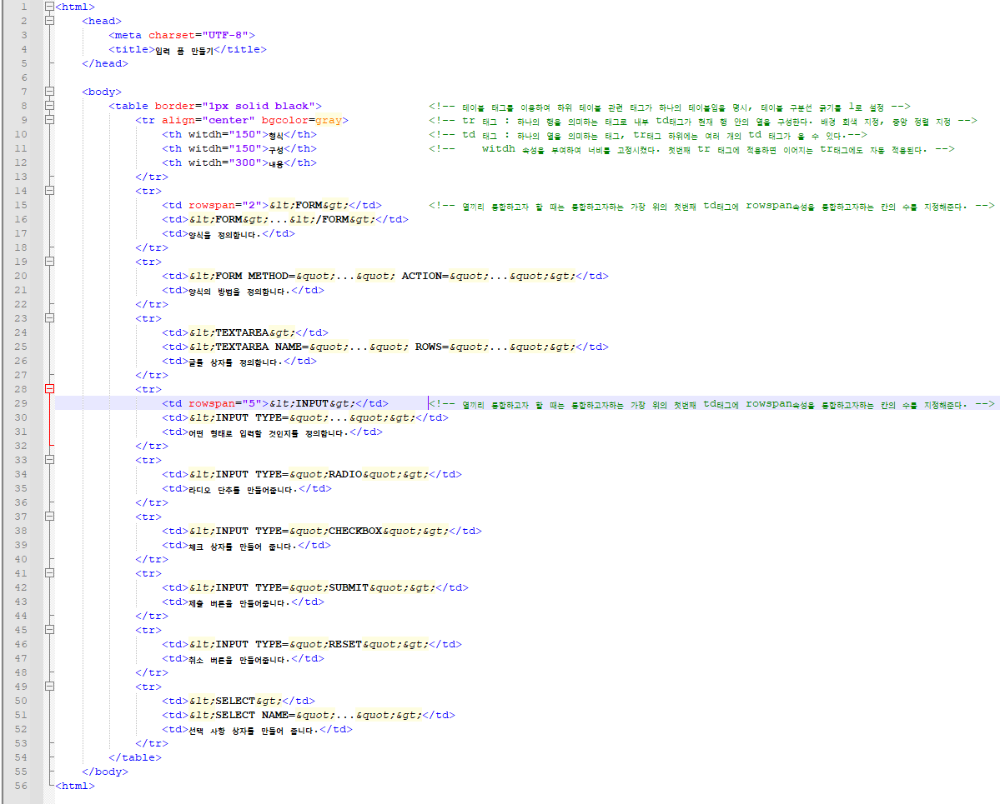 1 <html>
2 <head>
3 <meta charset="UTF-8">
4 <title>입력 폼 만들기</title>
5 </head>
6
7 <body>
8 <table border="1px solid black"> <!-- 테이블 태그를 이용하여 하위 테이블 관련 태그가 하나의 테이블임을 명시, 테이블 구분선 굵기를 1로 설정 -->
9 <tr align="center" bgcolor=gray> <!-- tr 태그 : 하나의 행을 의미하는 태그로 내부 td태그가 현재 행 안의 열을 구성한다. 배경 회색 지정, 중앙 정렬 지정 -->
10 <th witdh="150">형식</th> <!-- td 태그 : 하나의 열을 의미하는 태그, tr태그 하위에는 여러 개의 td 태그가 올 수 있다.-->
11 <th witdh="150">구성</th> <!-- witdh 속성을 부여하여 너비를 고정시켰다. 첫번째 tr 태그에 적용하면 이어지는 tr태그에도 자동 적용된다. -->
12 <th witdh="300">내용</th>
13 </tr>
14 <tr>
15 <td rowspan="2">&lt;FORM&gt;</td> <!-- 열끼리 통합하고자 할 때는 통합하고자하는 가장 위의 첫번째 td태그에 rowspan속성을 통합하고자하는 칸의 수를 지정해준다. -->
16 <td>&lt;FORM&gt;...&lt;/FORM&gt;</td>
17 <td>양식을 정의합니다.</td>
18 </tr>
19 <tr>
20 <td>&lt;FORM METHOD=&quot;...&quot; ACTION=&quot;...&quot;&gt;</td>
21 <td>양식의 방법을 정의합니다.</td>
22 </tr>
23 <tr>
24 <td>&lt;TEXTAREA&gt;</td>
25 <td>&lt;TEXTAREA NAME=&quot;...&quot; ROWS=&quot;...&quot;&gt;</td>
26 <td>글틀 상자를 정의합니다.</td>
27 </tr>
28 <tr>
29 <td rowspan="5">&lt;INPUT&gt;</td> <!-- 열끼리 통합하고자 할 때는 통합하고자하는 가장 위의 첫번째 td태그에 rowspan속성을 통합하고자하는 칸의 수를 지정해준다. -->
30 <td>&lt;INPUT TYPE=&quot;...&quot;&gt;</td>
31 <td>어떤 형태로 입력할 것인지를 정의합니다.</td>
32 </tr>
33 <tr>
34 <td>&lt;INPUT TYPE=&quot;RADIO&quot;&gt;</td>
35 <td>라디오 단추를 만들어줍니다.</td>
36 </tr>
37 <tr>
38 <td>&lt;INPUT TYPE=&quot;CHECKBOX&quot;&gt;</td>
39 <td>체크 상자를 만들어 줍니다.</td>
40 </tr>
41 <tr>
42 <td>&lt;INPUT TYPE=&quot;SUBMIT&quot;&gt;</td>
43 <td>제출 버튼을 만들어줍니다.</td>
44 </tr>
45 <tr>
46 <td>&lt;INPUT TYPE=&quot;RESET&quot;&gt;</td>
47 <td>취소 버튼을 만들어줍니다.</td>
48 </tr>
49 <tr>
50 <td>&lt;SELECT&gt;</td>
51 <td>&lt;SELECT NAME=&quot;...&quot;&gt;</td>
52 <td>선택 사항 상자를 만들어 줍니다.</td>
53 </tr>
54 </table>
55 </body>
56 <html>